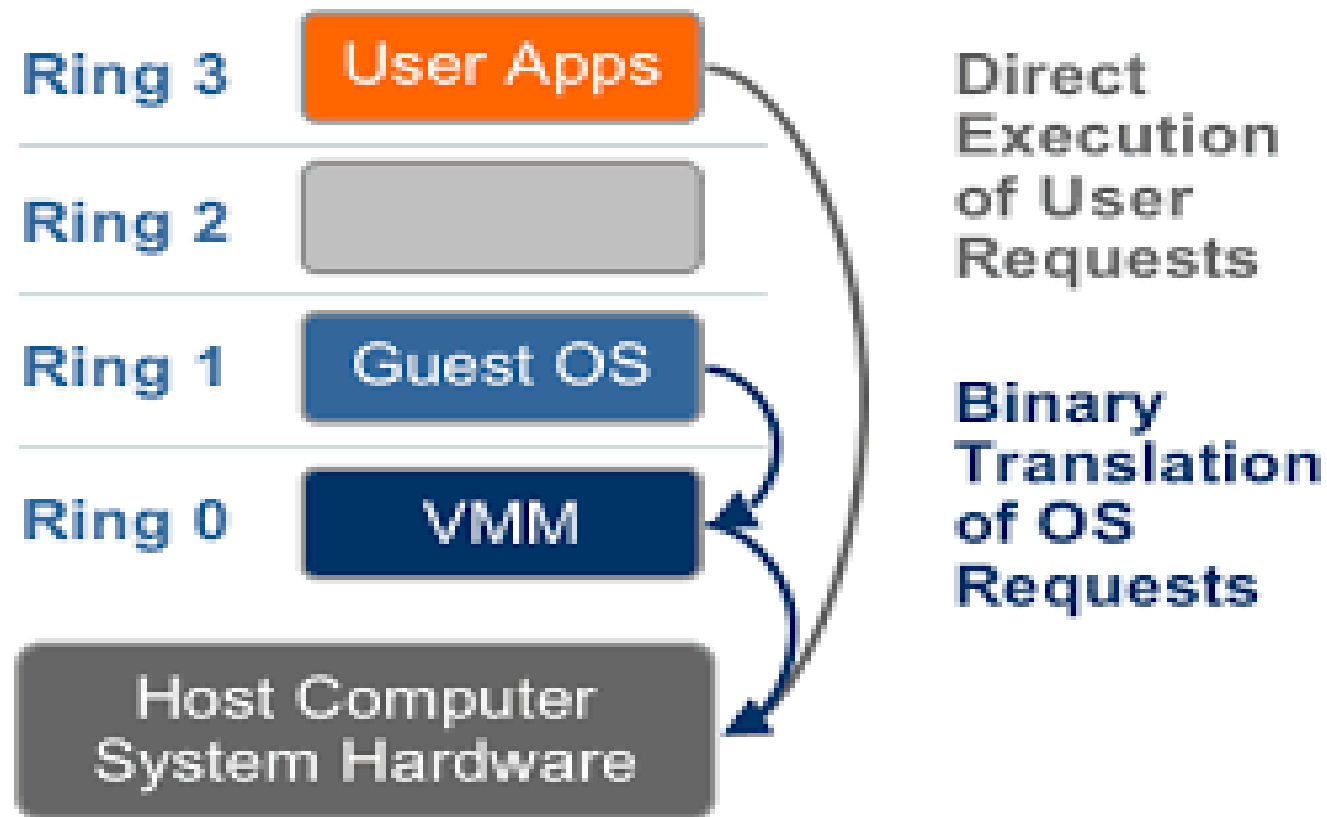 Ring 3
User Apps
Ring 2
Ring 1
Guest OS
Ring 0
VMM
Host Computer
System Hardware
Direct
Execution
of User
Requests
Binary
Translation
of OS
Requests